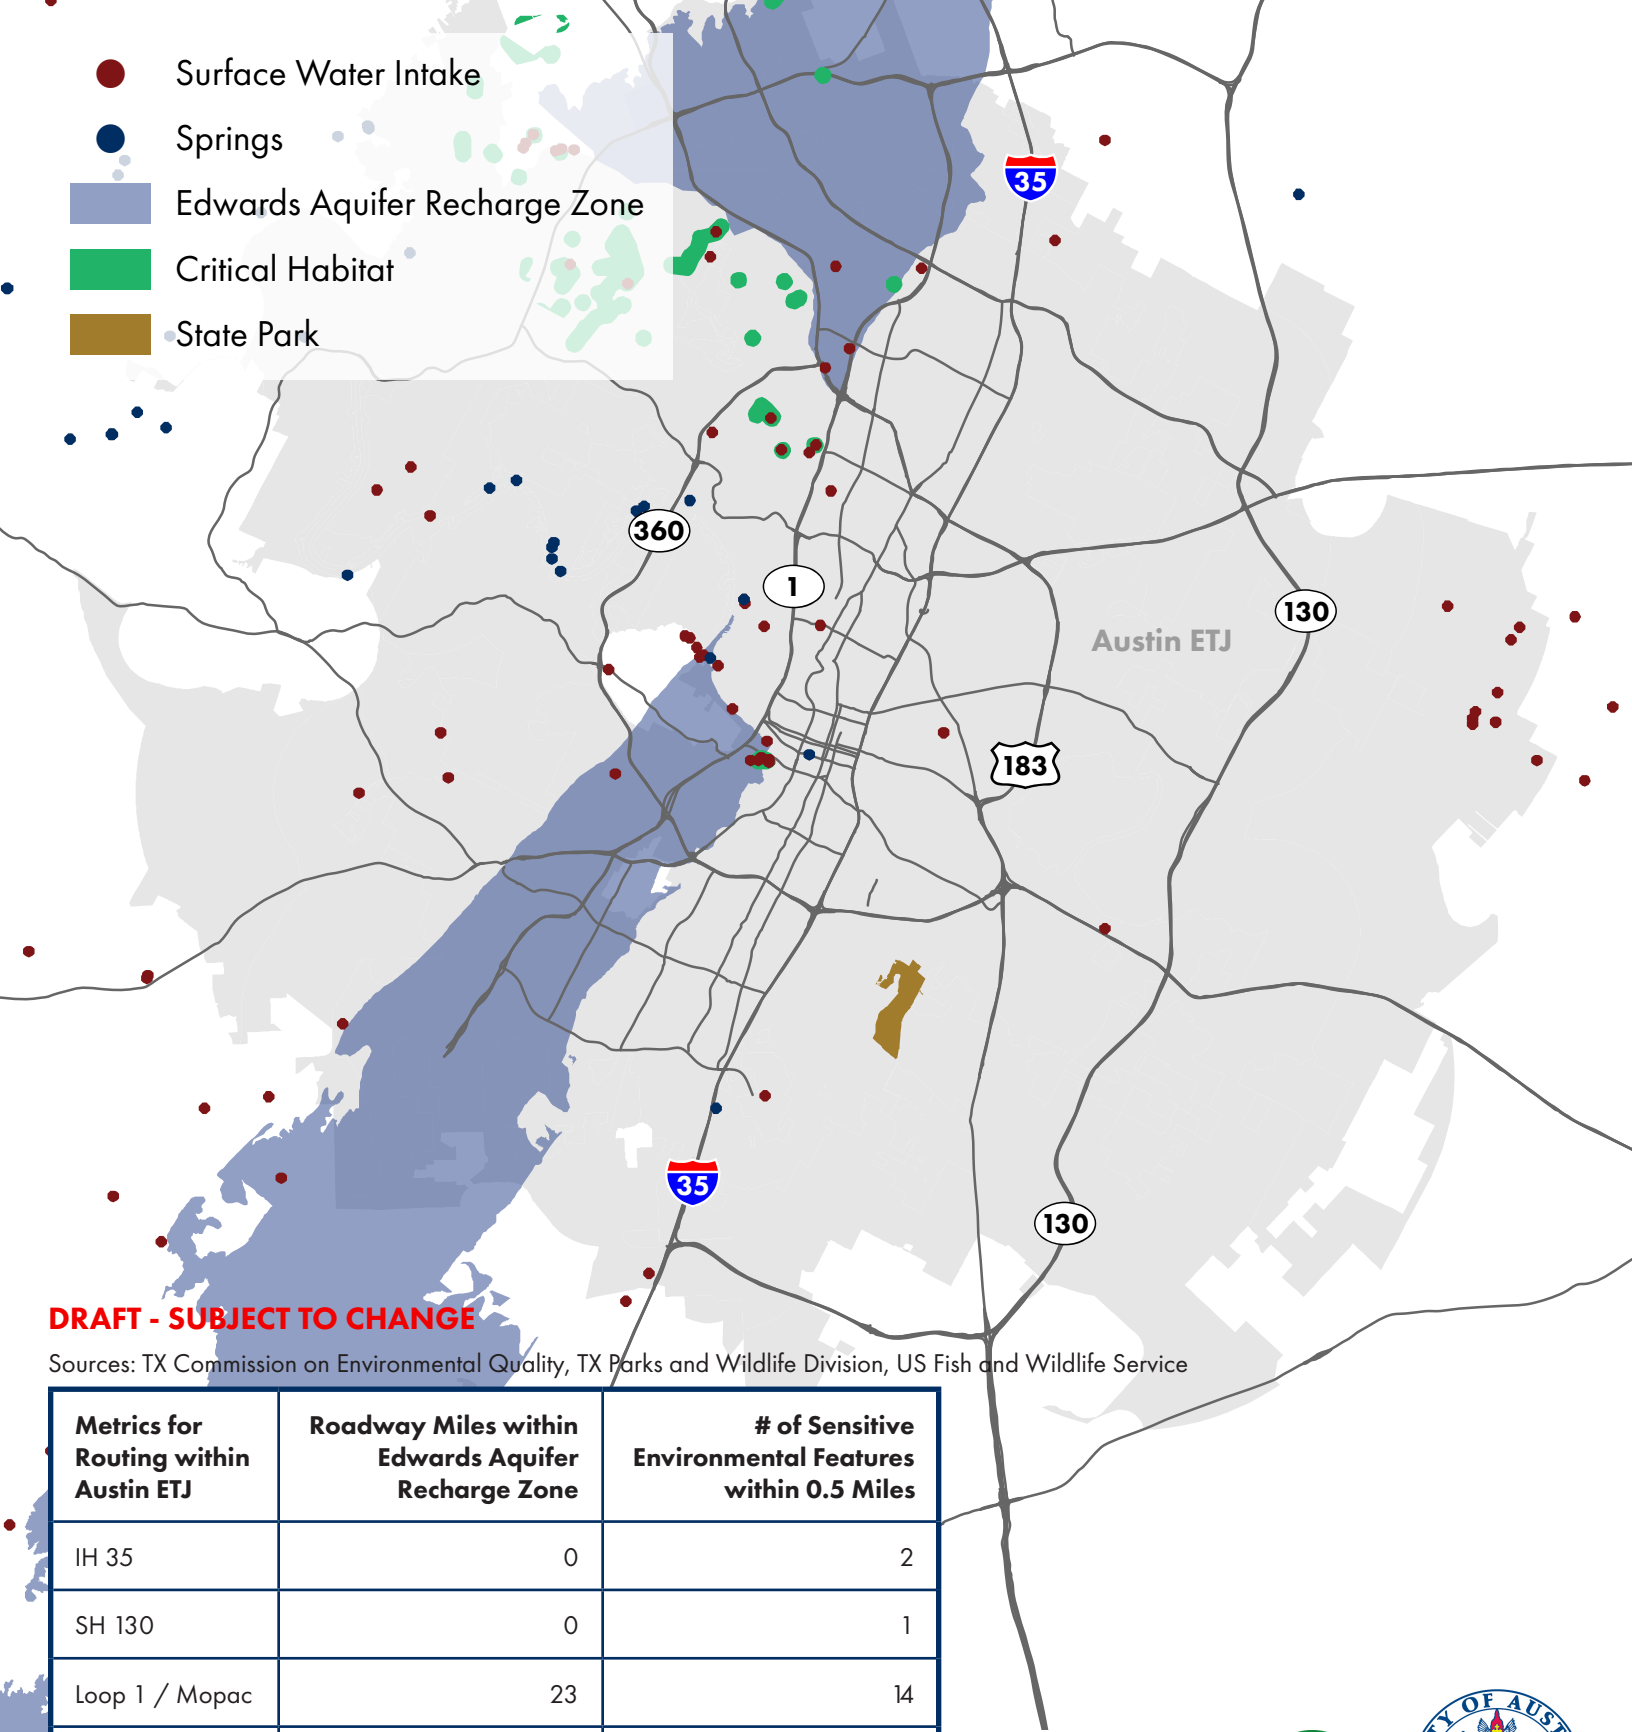 Surface Water Intake
Springs
Edwards Aquifer Recharge Zone
Critical Habitat
State Park
35
360
1
Austin ETJ
130
183
35
130
DRAFT - SUBJECT TO CHANGE
Sources: TX Commission on Environmental Quality, TX Parks and Wildlife Division, US Fish and Wildlife Service
Metrics for
Routing within
Austin ETJ
Roadway Miles within
Edwards Aquifer
Recharge Zone
# of Sensitive
Environmental Features
within 0.5 Miles
IH 35
0
2
SH 130
0
1
Loop 1 / Mopac
23
14
OF AUST